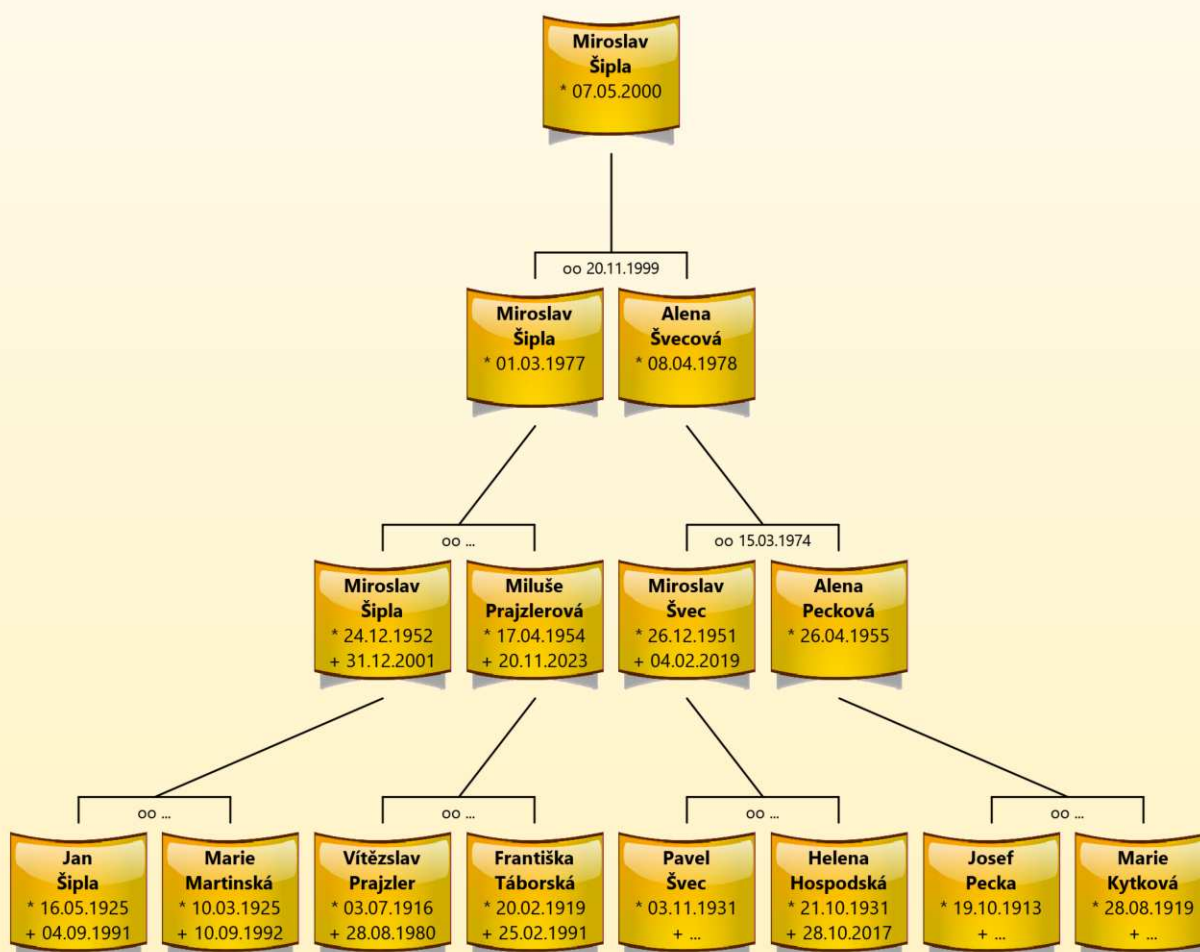 Miroslav
Šipla
* 07.05.2000
oo 20.11.1999
Miroslav
Šipla
* 01.03.1977
Alena
Švecová
* 08.04.1978
oo ...
oo 15.03.1974
Miroslav
Šipla
* 24.12.1952
+ 31.12.2001
Miluše
Prajzlerová
* 17.04.1954
+ 20.11.2023
Miroslav
Švec
* 26.12.1951
+ 04.02.2019
Alena
Pecková
* 26.04.1955
oo ...
oo ...
oo ...
oo ...
Jan
Šipla
* 16.05.1925
+ 04.09.1991
Marie
Martinská
* 10.03.1925
+ 10.09.1992
Vítězslav
Prajzler
* 03.07.1916
+ 28.08.1980
Františka
Táborská
* 20.02.1919
+ 25.02.1991
Pavel
Švec
* 03.11.1931
+ ...
Helena
Hospodská
* 21.10.1931
+ 28.10.2017
Josef
Pecka
* 19.10.1913
+ ...
Marie
Kytková
* 28.08.1919
+ ...